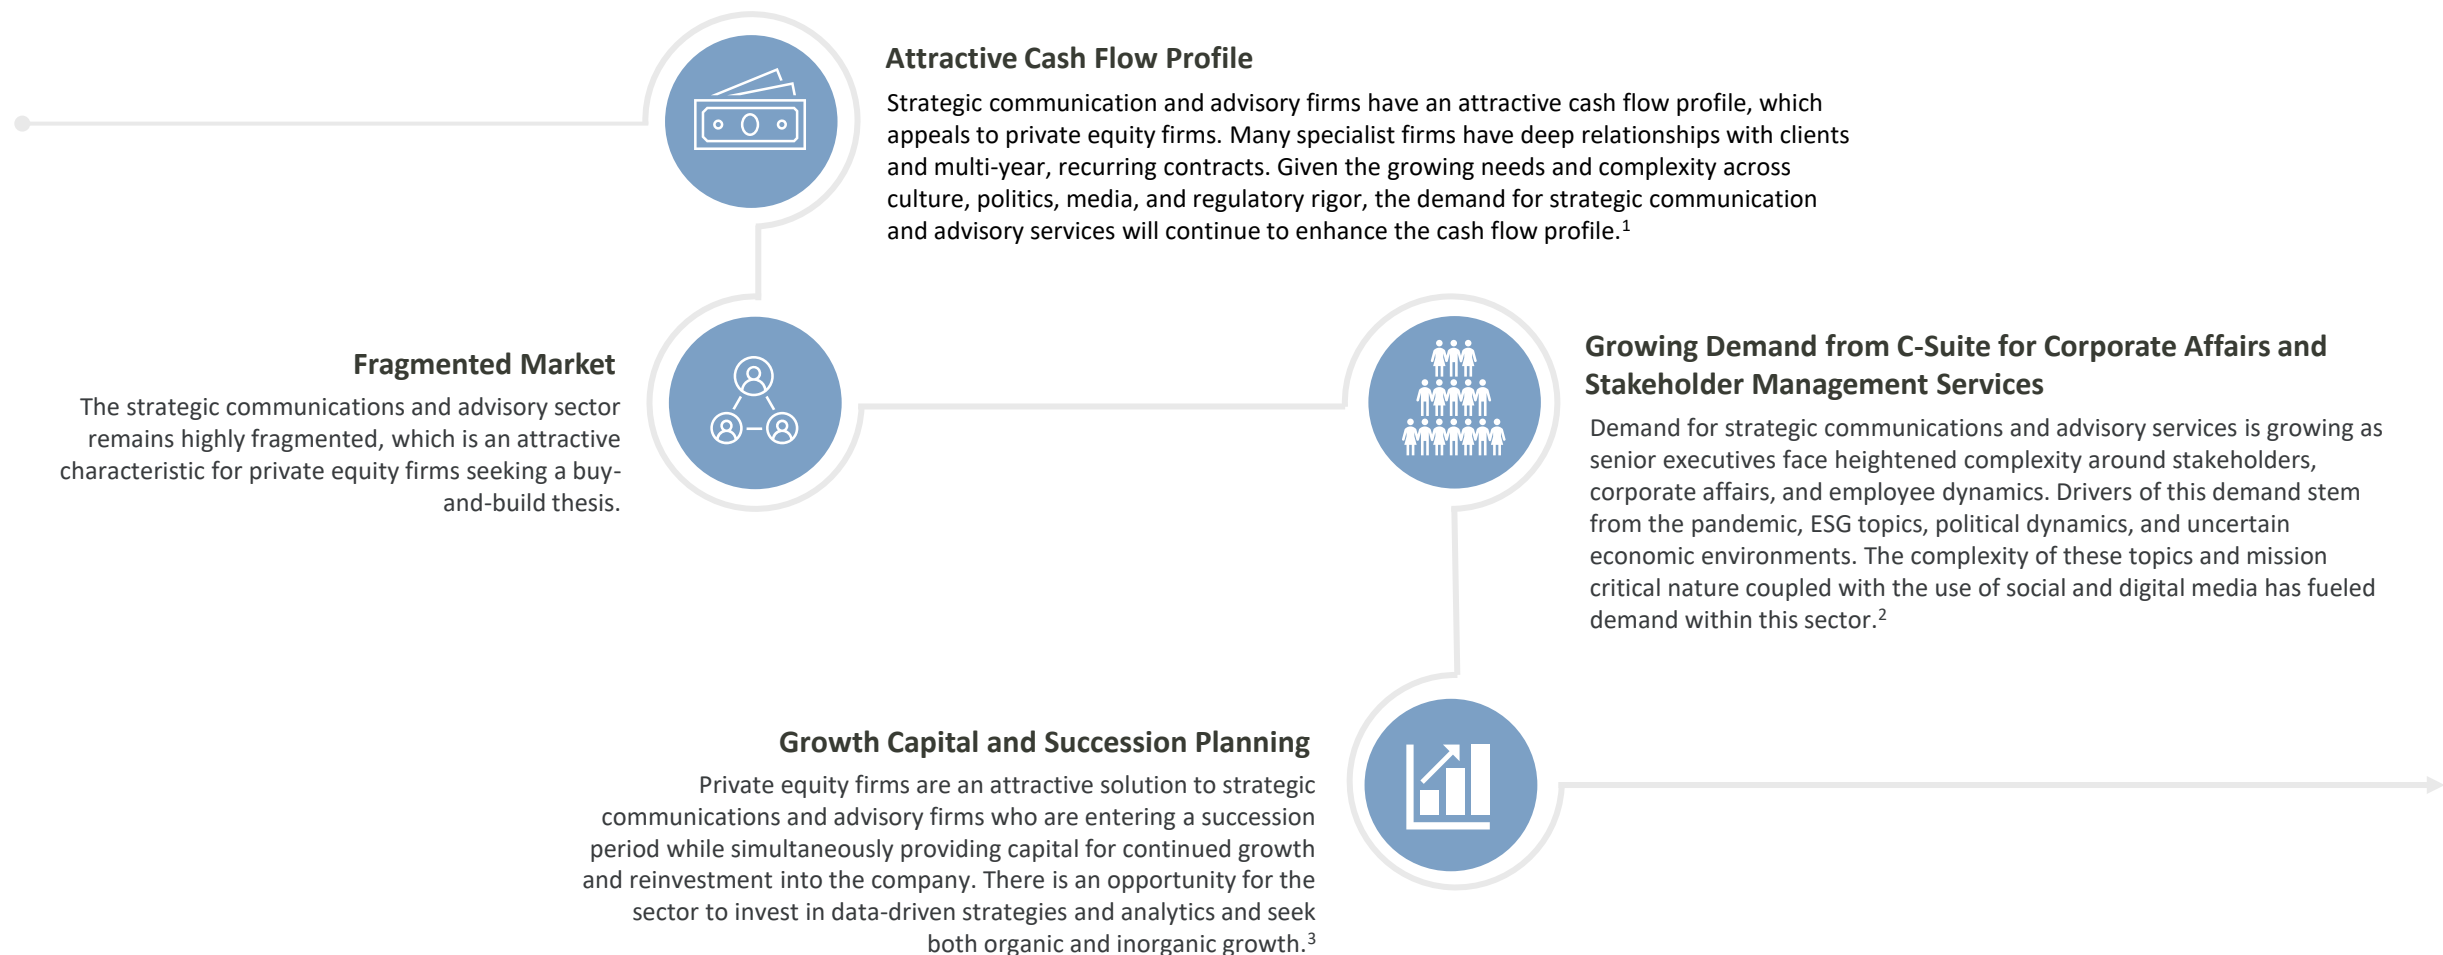 Attractive Cash Flow Profile
Strategic communication and advisory firms have an attractive cash flow profile, which
appeals to private equity firms. Many specialist firms have deep relationships with clients
and multi-year, recurring contracts. Given the growing needs and complexity across
culture, politics, media, and regulatory rigor, the demand for strategic communication
and advisory services will continue to enhance the cash flow profile.1
Fragmented Market
The strategic communications and advisory sector
remains highly fragmented, which is an attractive
characteristic for private equity firms seeking a buy-
and-build thesis.
Growing Demand from C-Suite for Corporate Affairs and
Stakeholder Management Services
Demand for strategic communications and advisory services is growing as
senior executives face heightened complexity around stakeholders,
corporate affairs, and employee dynamics. Drivers of this demand stem
from the pandemic, ESG topics, political dynamics, and uncertain
economic environments. The complexity of these topics and mission
critical nature coupled with the use of social and digital media has fueled
demand within this sector.2
Growth Capital and Succession Planning
Private equity firms are an attractive solution to strategic
communications and advisory firms who are entering a succession
period while simultaneously providing capital for continued growth
and reinvestment into the company. There is an opportunity for the
sector to invest in data-driven strategies and analytics and seek
both organic and inorganic growth.3